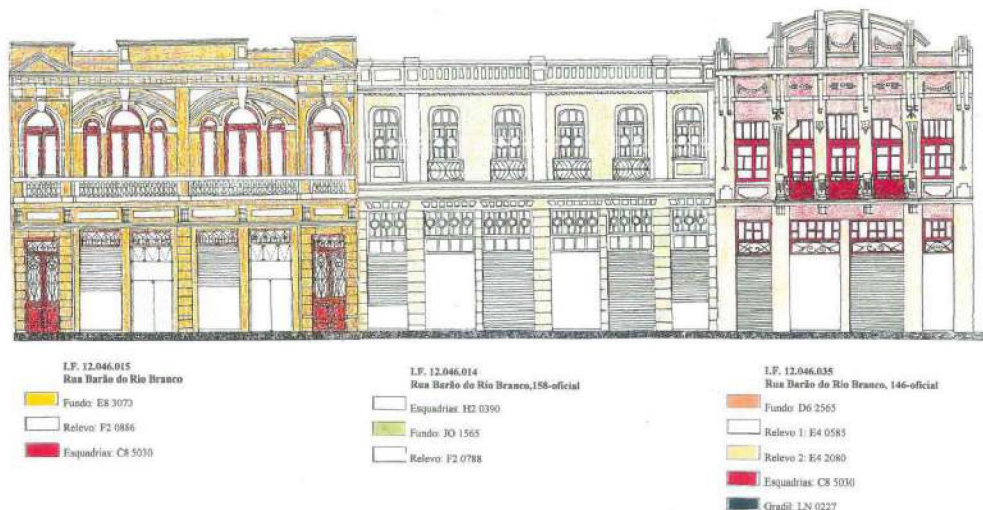 I.F. 12.046.015
Rua Barão do Rio Branco
Fundo: E8 3070
Relevo: F2 0886
Esquadrias: C8 5030
I.F. 12.046.014
Rua Barão do Rio Branco,158-oficial
Esquadrias: H2 0390
Fundo: JO 1565
Relevo: F2 0788
I.F. 12.046.035
Rua Barão do Rio Branco, 146-oficial
Fundo: D6 2565
Relevo 1: E4 0585
Relevo 2: E4 2080
Esquadrias: C8 5030
Gradil: LN 0227